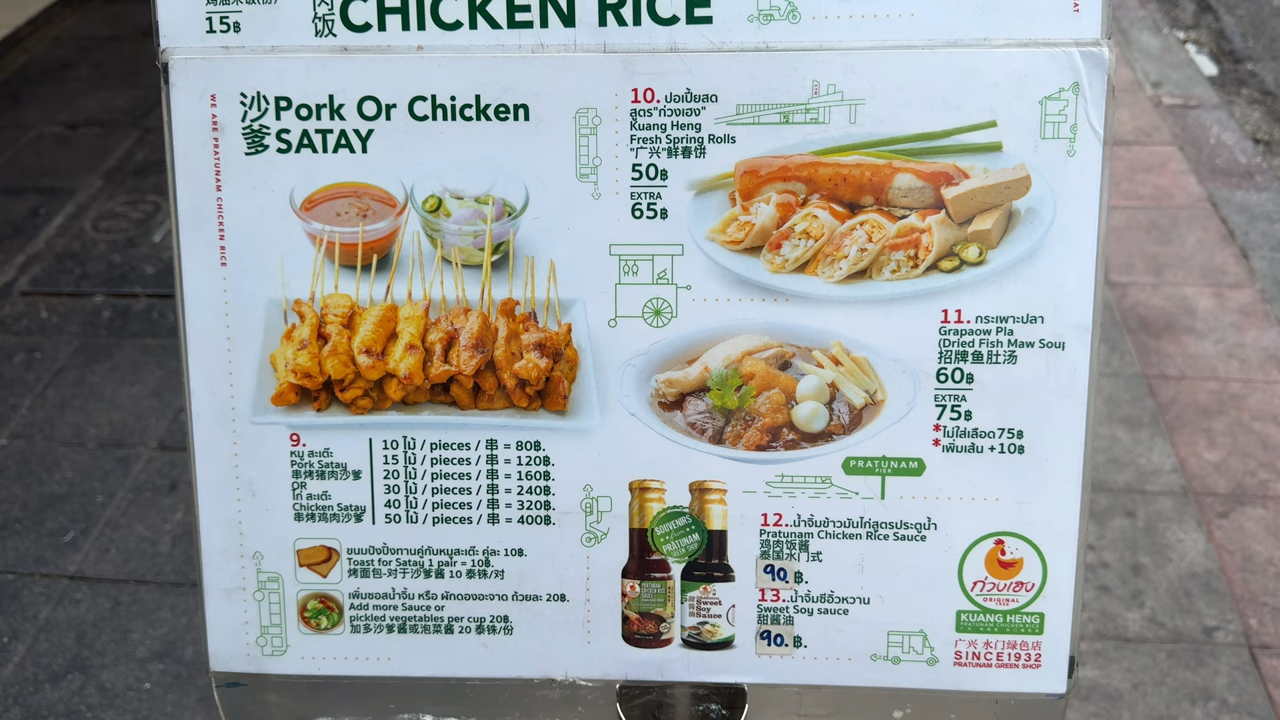 15฿
肉
饭
CHICKEN RICE
WE ARE PRATUNAM CHICKEN RICE
沙爹
Pork Or Chicken
SATAY
9.
หมู สะเต๊ะ
Pork Satay
串烤猪肉沙爹
OR
ไก่ สะเต๊ะ
Chicken Satay
串烤鸡肉沙爹
10 ไม้ / pieces / 串 = 80฿.
15 ไม้ / pieces / 串 = 120฿.
20 ไม้ / pieces / 串 = 160฿.
30 ไม้ / pieces / 串 = 240฿.
40 ไม้ / pieces / 串 = 320฿.
50 ไม้ / pieces / 串 = 400฿.
ขนมปังปิ้งทานคู่กับหมูสะเต๊ะ คู่ละ 10฿.
Toast for Satay 1 pair = 10฿.
烤面包-对于沙爹酱 10 泰铢/对
เพิ่มซอสน้ำจิ้ม หรือ ผักดองอะจาด ถ้วยละ 20฿.
Add more Sauce or
pickled vegetables per cup 20฿.
加多沙爹酱或泡菜酱 20 泰铢/份
10. ปอเปี๊ยสด
สูตร"ก่วงเฮง"
Kuang Heng
Fresh Spring Rolls
"广兴"鲜春饼
50฿
EXTRA
65฿
11. กระเพาะปลา
Grapaow Pla
(Dried Fish Maw Soup
招牌鱼肚汤
60฿
EXTRA
75฿
*ไม่ใส่เลือด75฿
*เพิ่มเส้น +10฿
PRATUNAM
PIER
SOUVENIRS
PRATUNAM
GREEN SHOP
PRATUNAM
CHICKEN RICE
SAUCE
Sweet
Soy
Sauce
12..น้ำจิ้มข้าวมันไก่สูตรประตูน้ำ
Pratunam Chicken Rice Sauce
鸡肉饭酱
泰国水门式
90฿.
13..น้ำจิ้มซีอิ้วหวาน
Sweet Soy sauce
甜酱油
90฿.
ก่วงเฮง
ORIGINAL
1932
KUANG HENG
PRATUNAM CHICKEN RICE
广兴 水门绿色店
SINCE1932
PRATUNAM GREEN SHOP